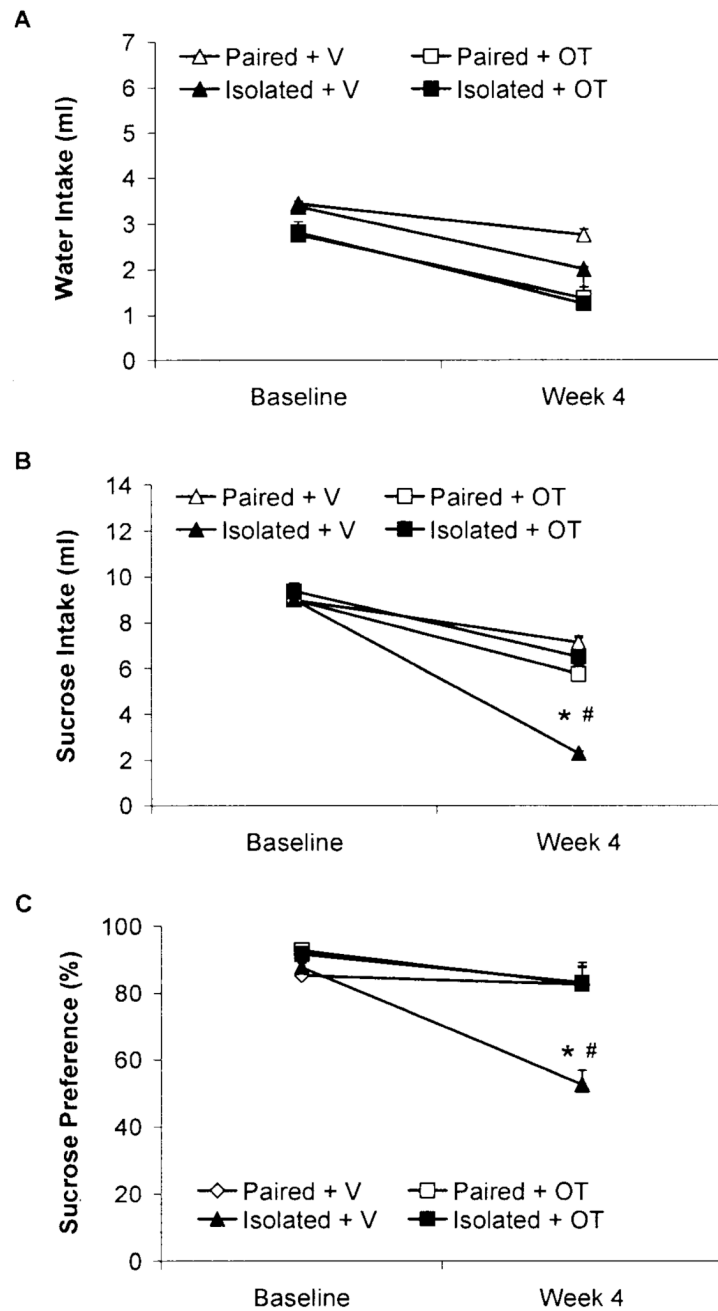 A
Paired + V Paired + OT
Isolated + V Isolated + OT
Water Intake (ml)
7
6
5
4
3
2
1
0
Baseline Week 4
B
Paired + V Paired + OT
Isolated + V Isolated + OT
Sucrose Intake (ml)
14
12
10
8
6
4
2
0
* #
Baseline Week 4
C
Sucrose Preference (%)
100
80
60
40
20
0
* #
Paired + V Paired + OT
Isolated + V Isolated + OT
Baseline Week 4